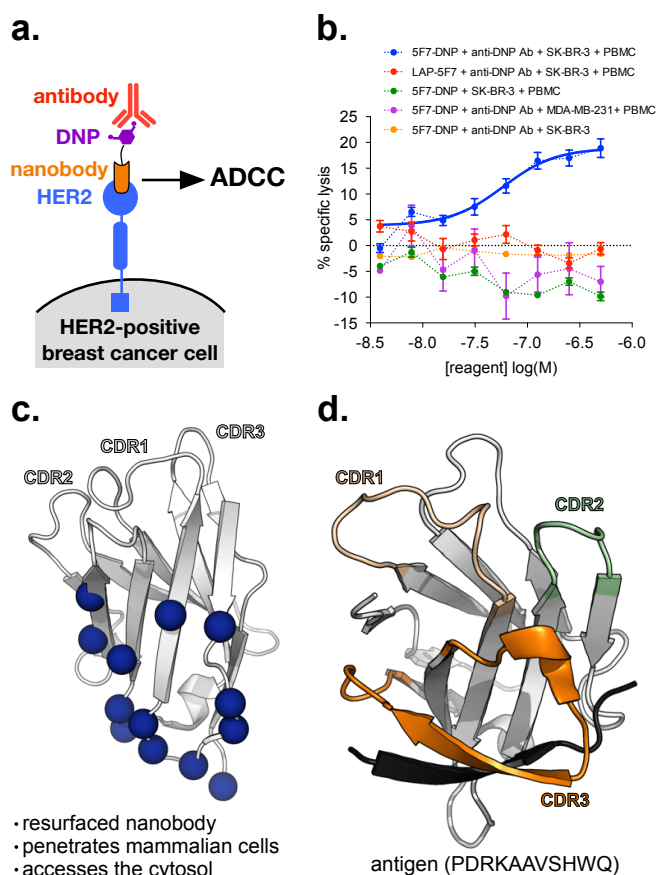 a.
antibody
DNP
nanobody
HER2
ADCC
HER2-positive
breast cancer cell
b.
5F7-DNP + anti-DNP Ab + SK-BR-3 + PBMC
LAP-5F7 + anti-DNP Ab + SK-BR-3 + PBMC
5F7-DNP + SK-BR-3 + PBMC
5F7-DNP + anti-DNP Ab + MDA-MB-231+ PBMC
5F7-DNP + anti-DNP Ab + SK-BR-3
% specific lysis
25
20
15
10
5
0
-5
-10
-15
-8.5
-8.0
-7.5
-7.0
-6.5
-6.0
[reagent] log(M)
c.
CDR3
CDR1
CDR2
• resurfaced nanobody
• penetrates mammalian cells
• accesses the cytosol
d.
CDR1
CDR2
CDR3
antigen (PDRKAAVSHWQ)